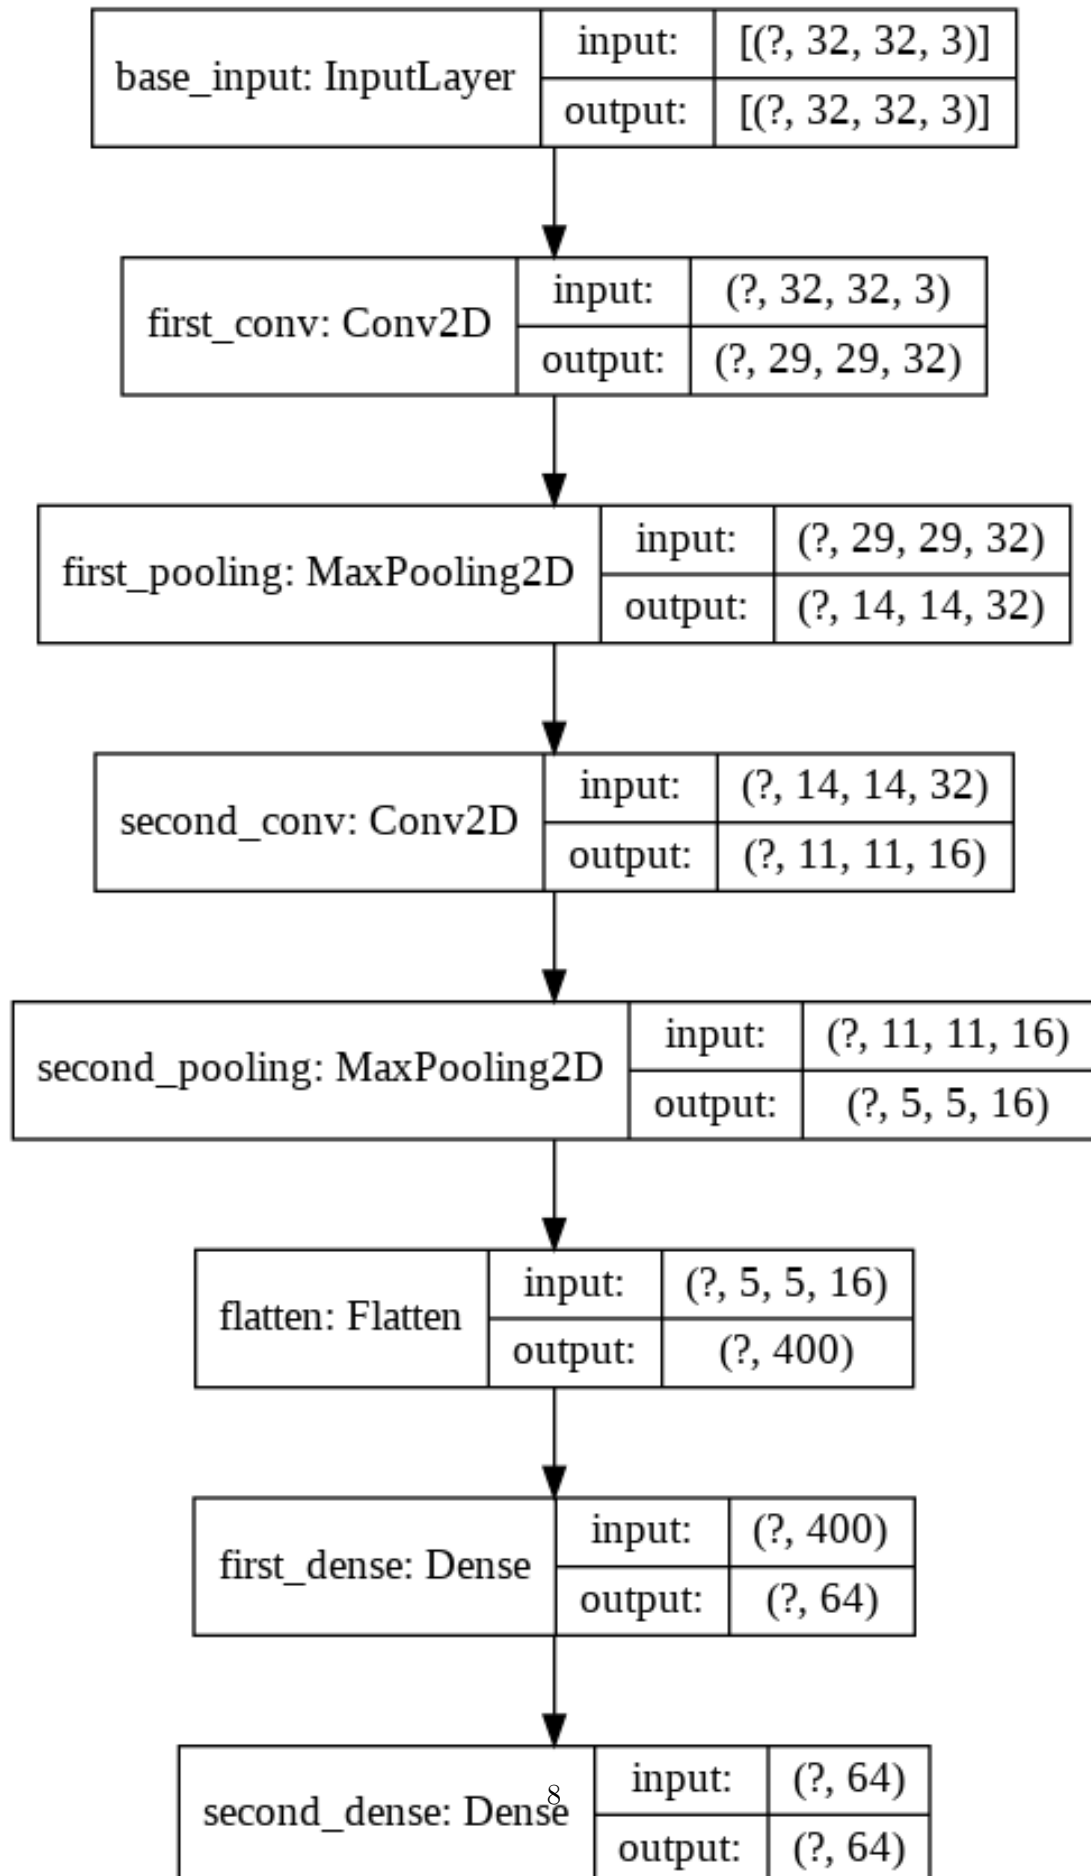 base_input: InputLayer
input: [(?, 32, 32, 3)]
output: [(?, 32, 32, 3)]
first_conv: Conv2D
input: (?, 32, 32, 3)
output: (?, 29, 29, 32)
first_pooling: MaxPooling2D
input: (?, 29, 29, 32)
output: (?, 14, 14, 32)
second_conv: Conv2D
input: (?, 14, 14, 32)
output: (?, 11, 11, 16)
second_pooling: MaxPooling2D
input: (?, 11, 11, 16)
output: (?, 5, 5, 16)
flatten: Flatten
input: (?, 5, 5, 16)
output: (?, 400)
first_dense: Dense
input: (?, 400)
output: (?, 64)
second_dense: Dense
input: (?, 64)
output: (?, 64)
8